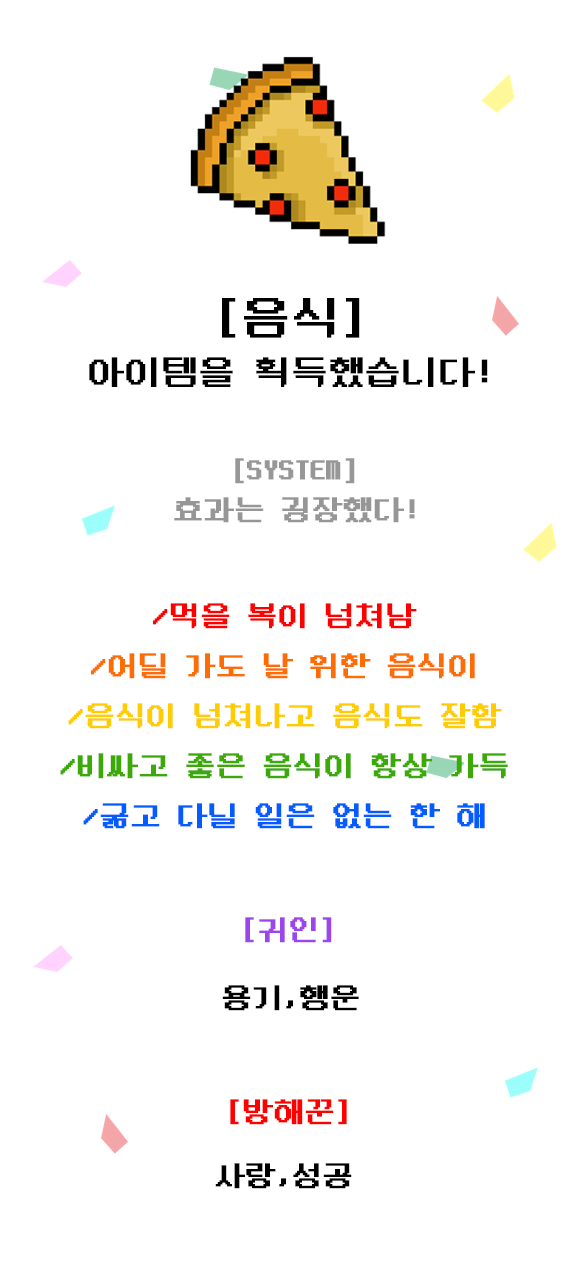 [음식]
아이템을 획득했습니다!
[SYSTEM]
효과는 굉장했다!
/먹을 복이 넘쳐남
/어딜 가도 날 위한 음식이
/음식이 넘쳐나고 음식도 잘함
/비싸고 좋은 음식이 항상 가득
/굶고 다닐 일은 없는 한 해
[귀인]
용기,행운
[방해꾼]
사랑,성공